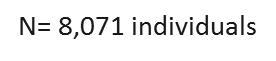 N= 8,071 individuals